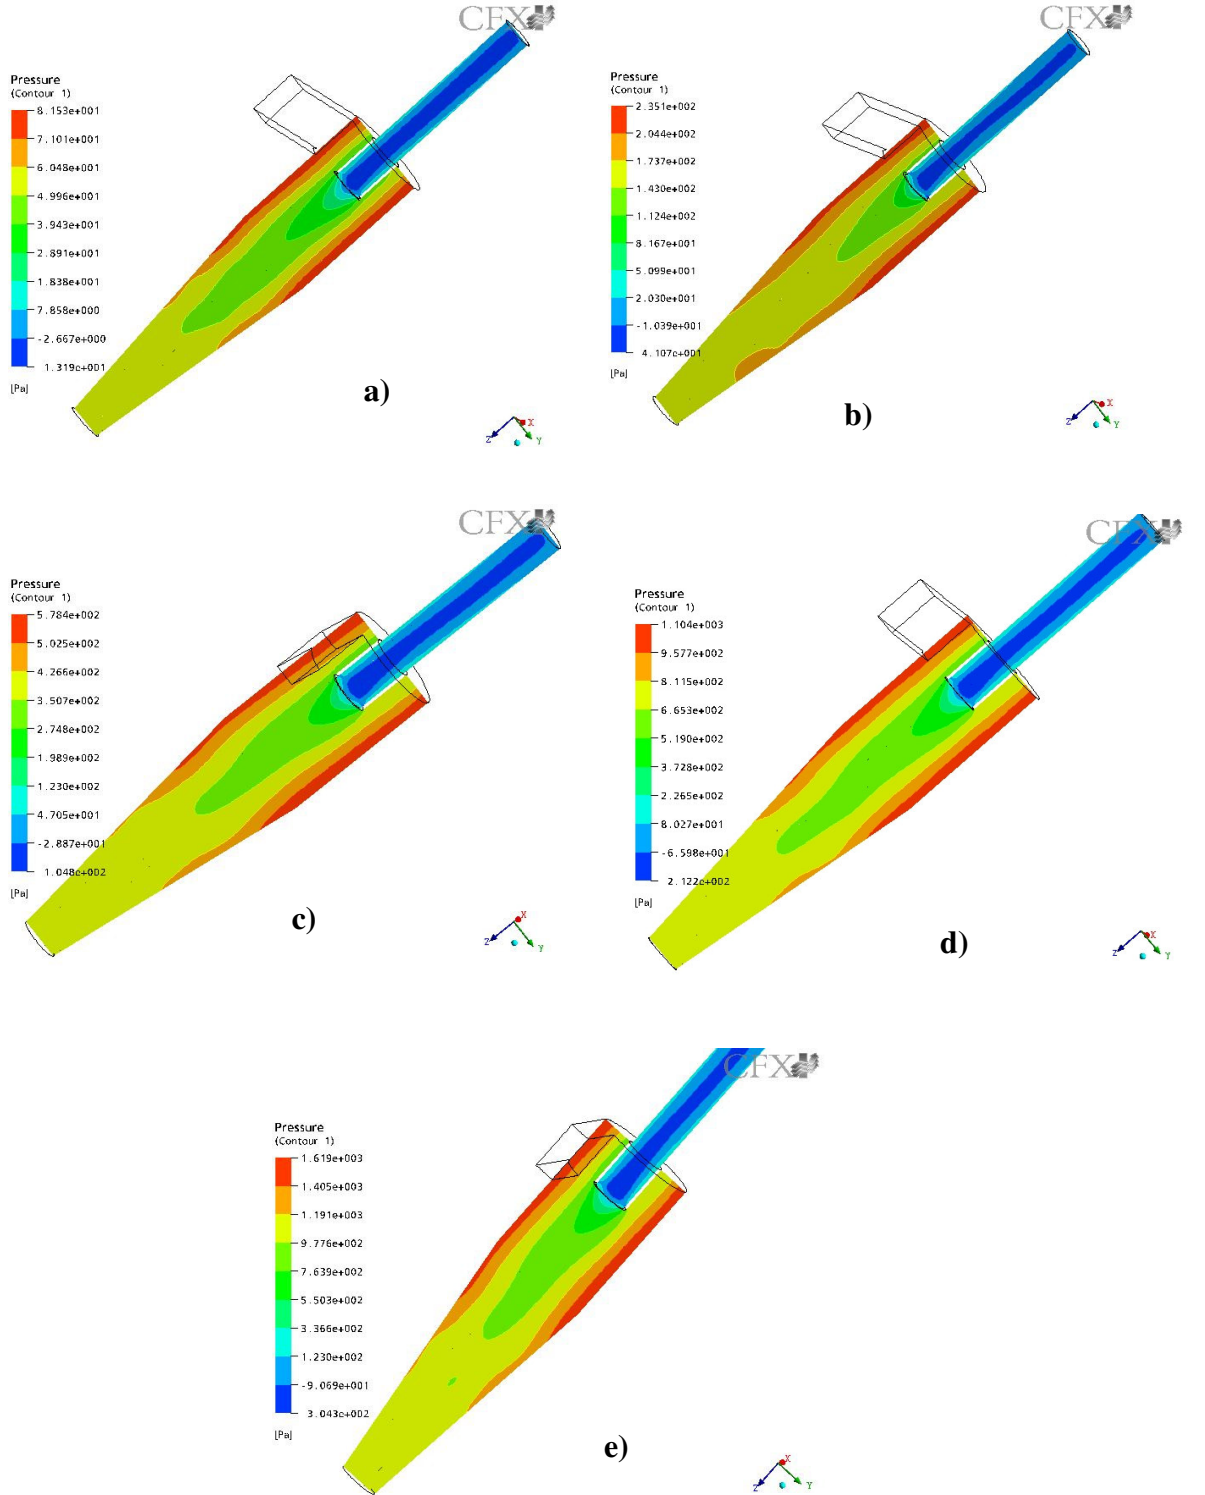 CFX
Pressure
(Contour 1)
8.153e+001
7.101e+001
6.048e+001
4.996e+001
3.943e+001
2.891e+001
1.838e+001
7.858e+000
-2.667e+000
1.319e+001
[Pa]
a)
X
Y
Z
CFX
Pressure
(Contour 1)
2.351e+002
2.044e+002
1.737e+002
1.430e+002
1.124e+002
8.167e+001
5.099e+001
2.030e+001
-1.039e+001
4.107e+001
[Pa]
b)
X
Y
Z
CFX
Pressure
(Contour 1)
5.784e+002
5.025e+002
4.266e+002
3.507e+002
2.748e+002
1.989e+002
1.230e+002
4.705e+001
-2.887e+001
1.048e+002
[Pa]
c)
X
Y
Z
CFX
Pressure
(Contour 1)
1.104e+003
9.577e+002
8.115e+002
6.653e+002
5.190e+002
3.728e+002
2.265e+002
8.027e+001
-6.598e+001
2.122e+002
[Pa]
d)
X
Y
Z
CFX
Pressure
(Contour 1)
1.619e+003
1.405e+003
1.191e+003
9.776e+002
7.639e+002
5.503e+002
3.366e+002
1.230e+002
-9.069e+001
3.043e+002
[Pa]
e)
X
Y
Z